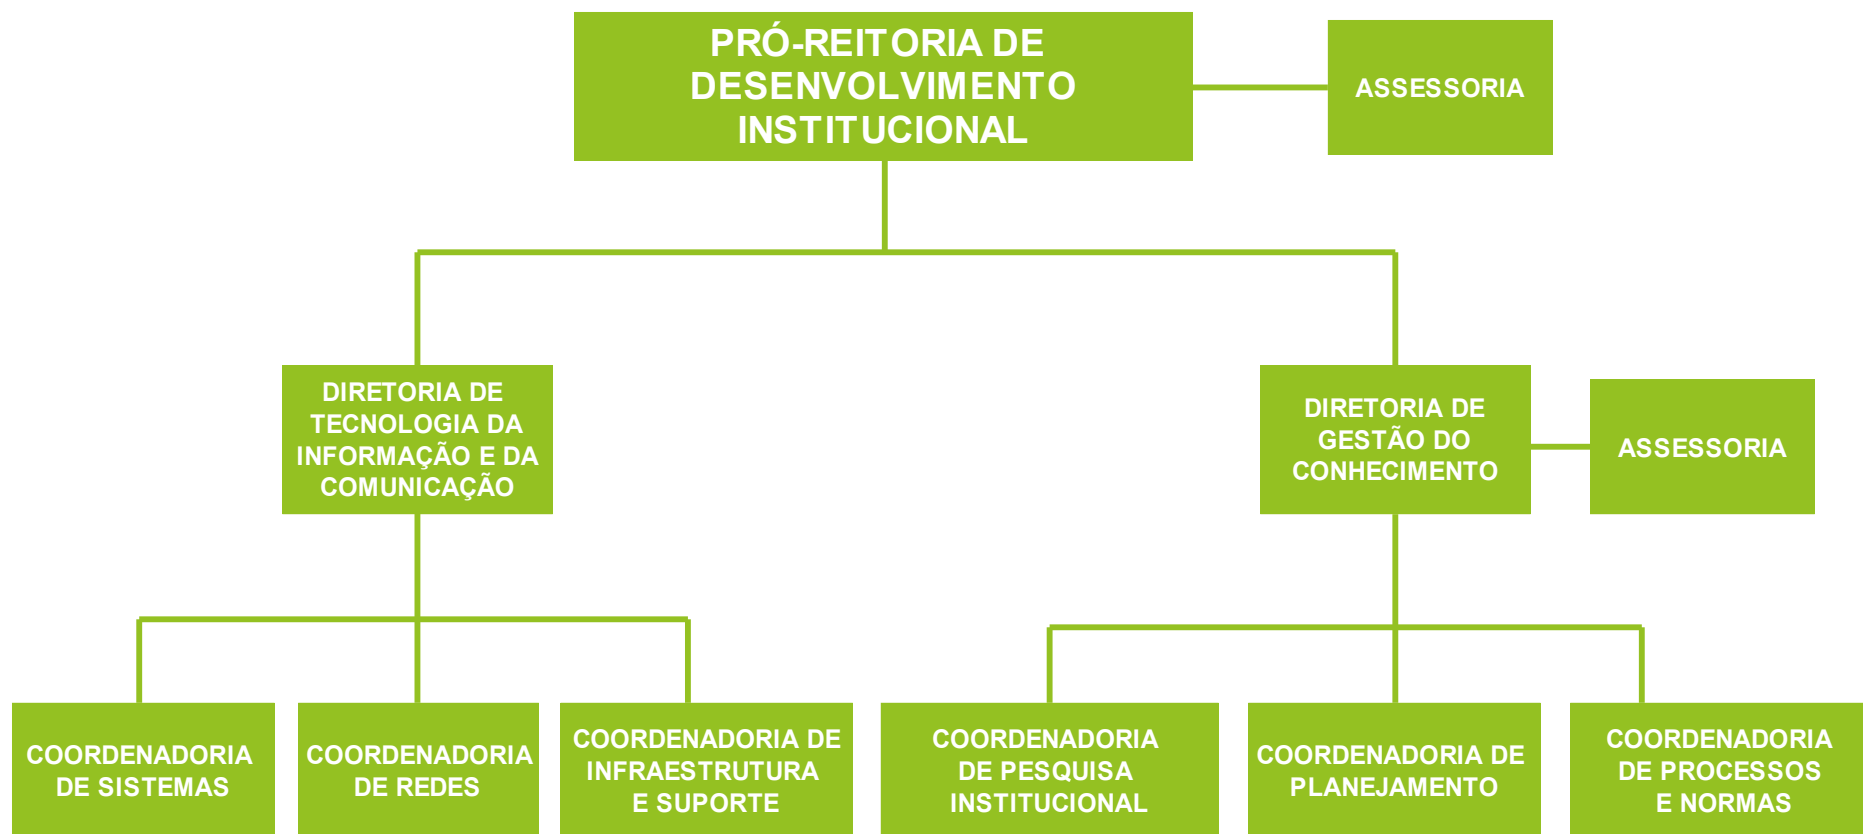 PRÓ-REITORIA DE
DESENVOLVIMENTO
INSTITUCIONAL
ASSESSORIA
DIRETORIA DE
TECNOLOGIA DA
INFORMAÇÃO E DA
COMUNICAÇÃO
DIRETORIA DE
GESTÃO DO
CONHECIMENTO
ASSESSORIA
COORDENADORIA
DE SISTEMAS
COORDENADORIA
DE REDES
COORDENADORIA DE
INFRAESTRUTURA
E SUPORTE
COORDENADORIA
DE PESQUISA
INSTITUCIONAL
COORDENADORIA DE
PLANEJAMENTO
COORDENADORIA
DE PROCESSOS
E NORMAS